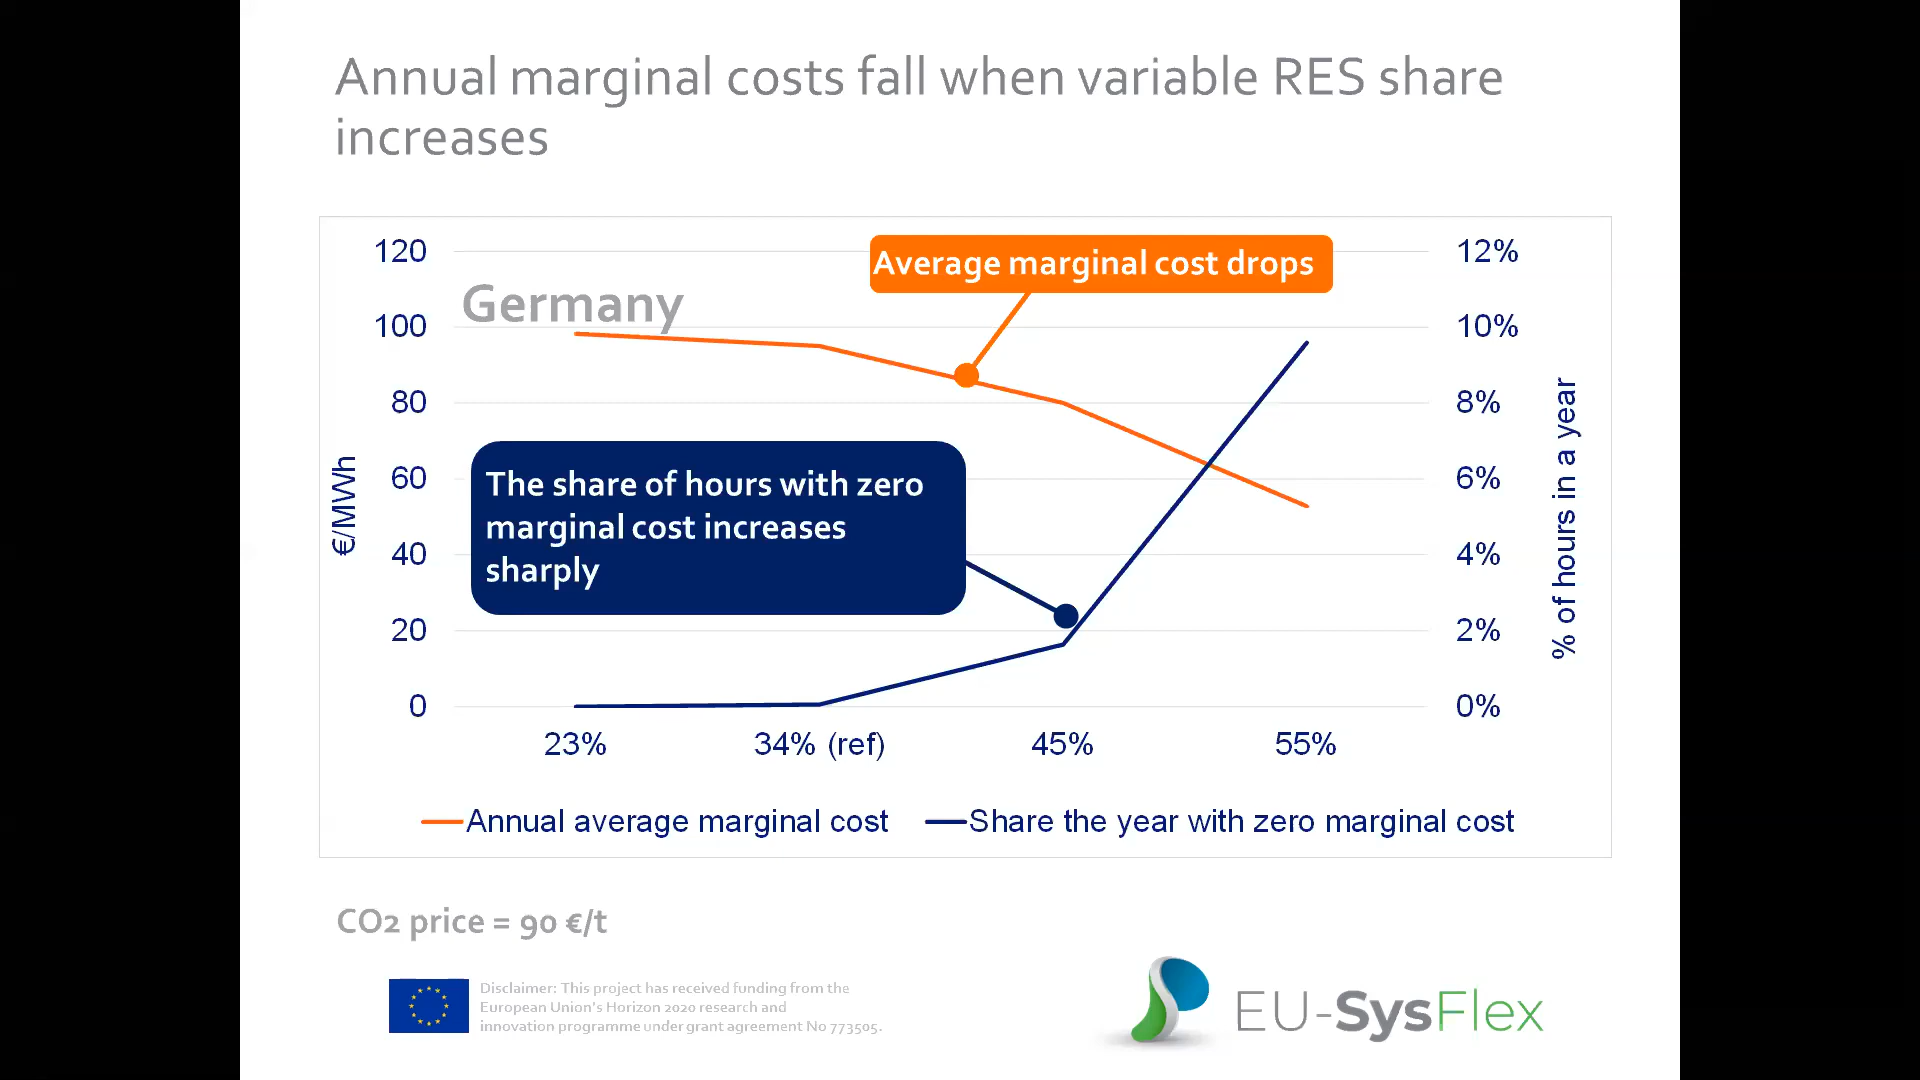 Annual marginal costs fall when variable RES share
increases
120
100
80
60
40
20
0
€/MWh
Germany
Average marginal cost drops
The share of hours with zero
marginal cost increases
sharply
12%
10%
8%
6%
4%
2%
0%
% of hours in a year
23%
34% (ref)
45%
55%
Annual average marginal cost
Share the year with zero marginal cost
CO2 price = 90 €/t
Disclaimer: This project has received funding from the
European Union's Horizon 2020 research and
innovation programme under grant agreement No 773505.
EU-SysFlex